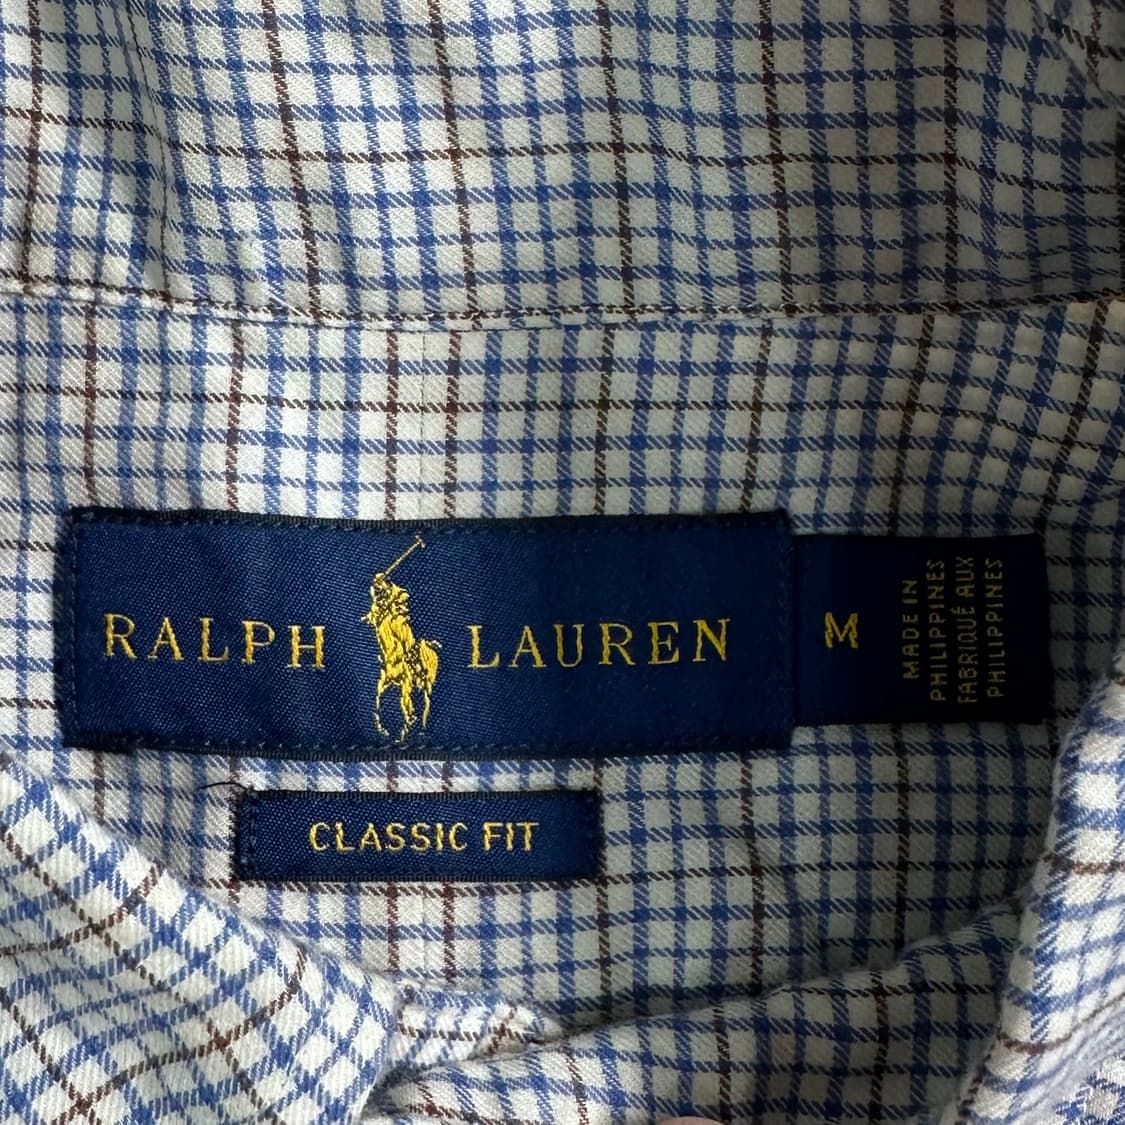 RALPH LAUREN
M
MADE IN
PHILIPPINES
FABRIQUÉ AUX
PHILIPPINES
CLASSIC FIT